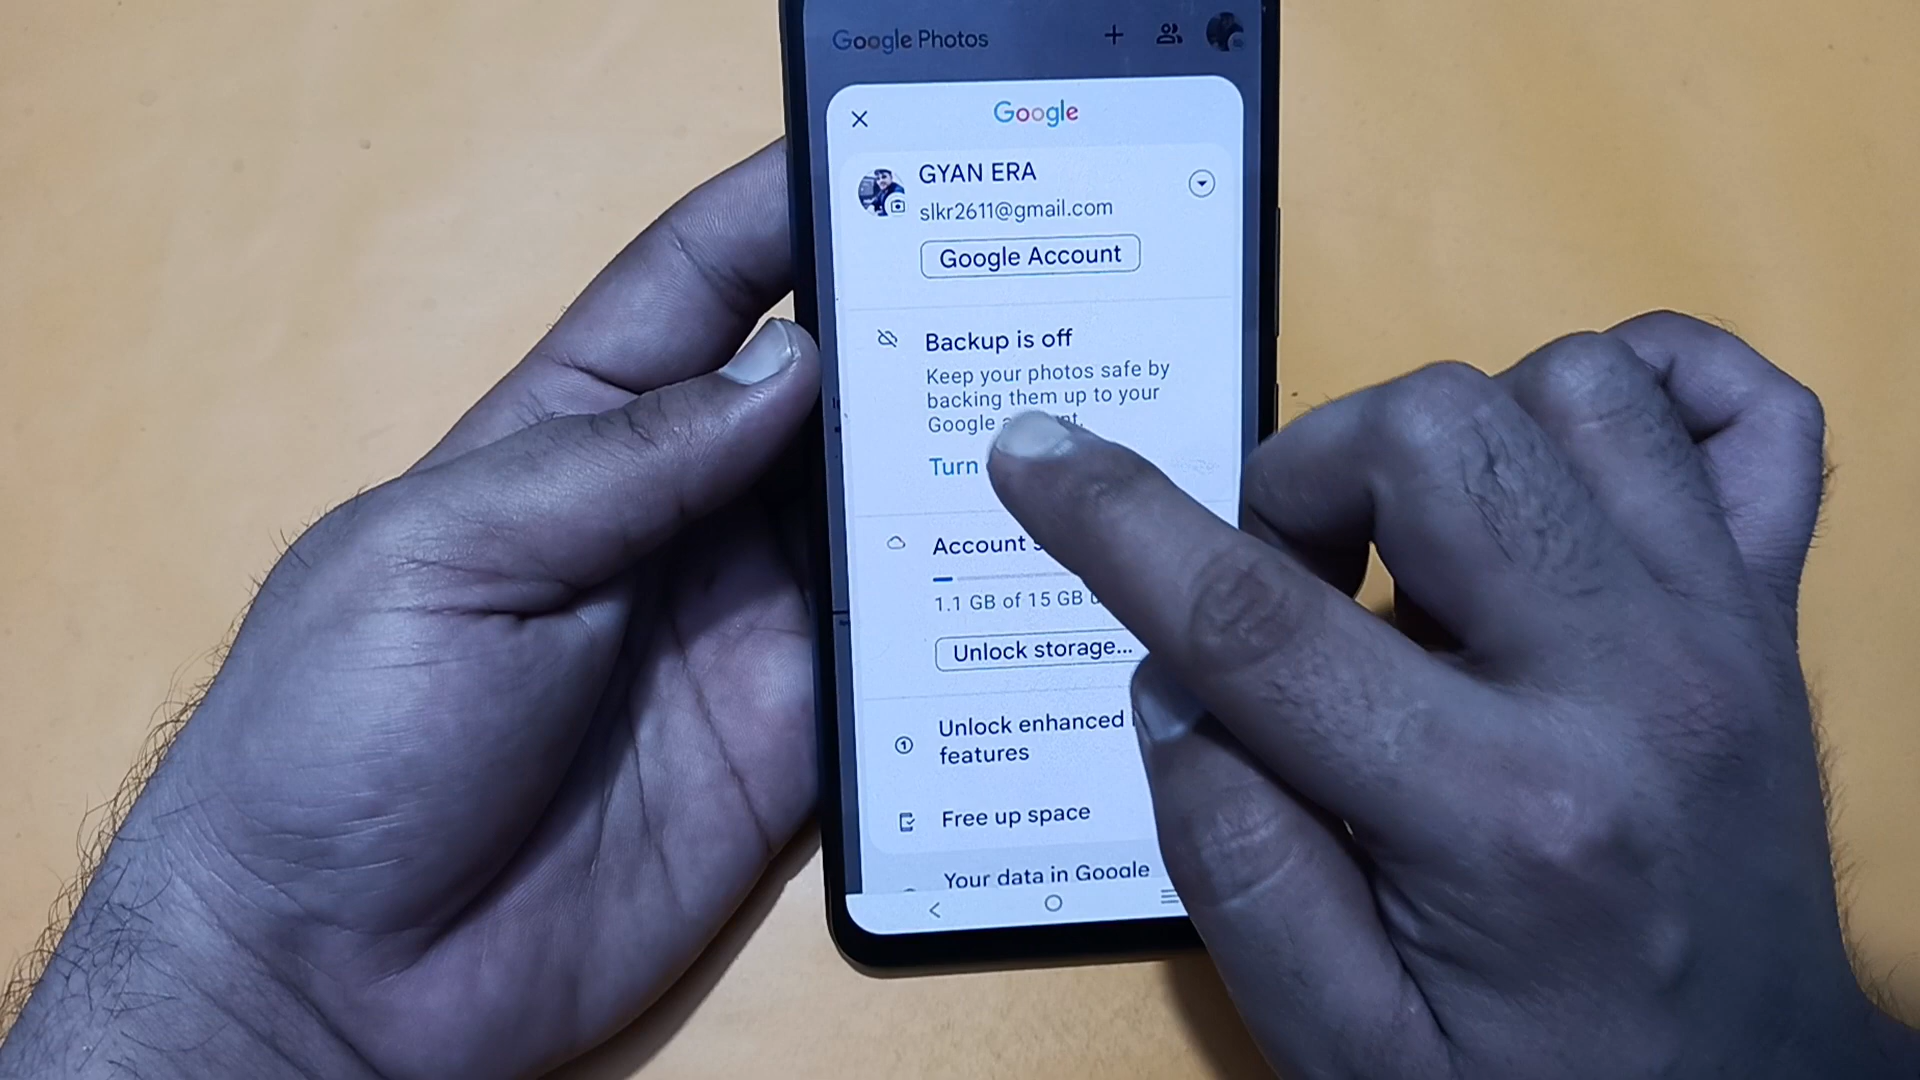 Google Photos
Google
GYAN ERA
slkr2611@gmail.com
Google Account
Backup is off
Keep your photos safe by
backing them up to your
Google
Turn
Account
1.1 GB of 15 GB
Unlock storage...
Unlock enhanced
features
Free up space
Your data in Google